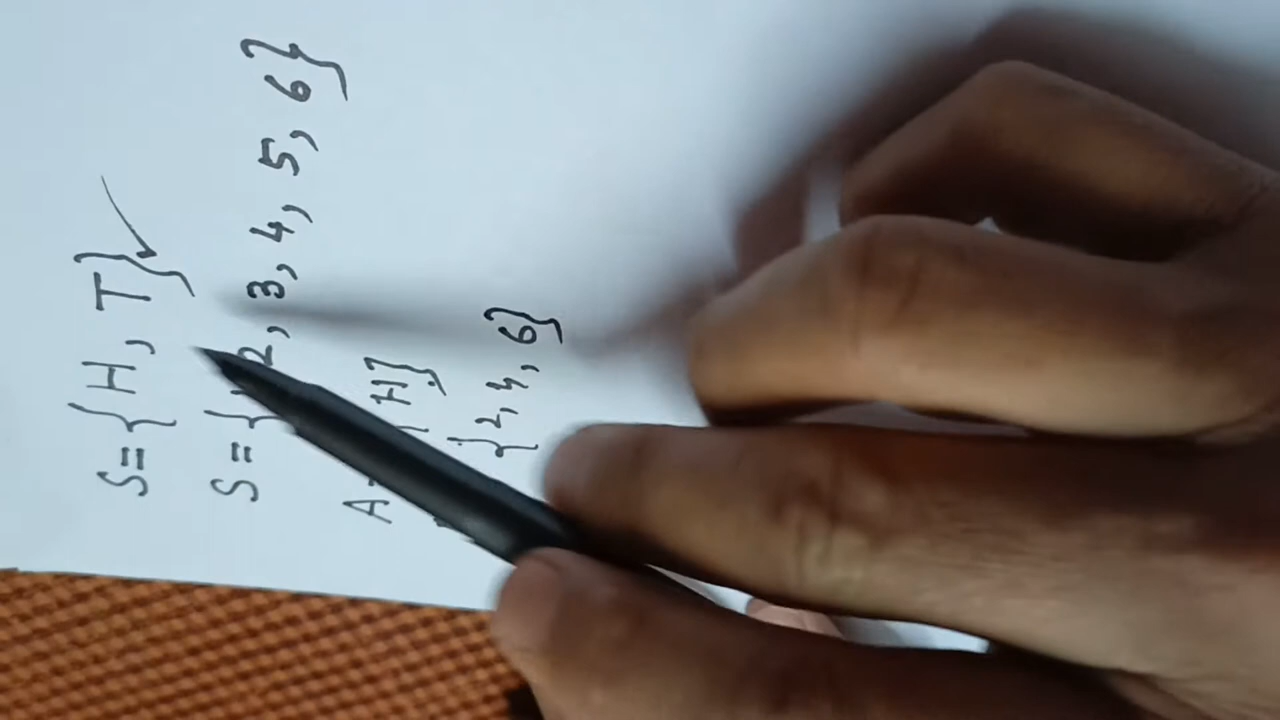 S={H, T}
S={1, 2, 3, 4, 5, 6}
A={H}
{2, 4, 6}